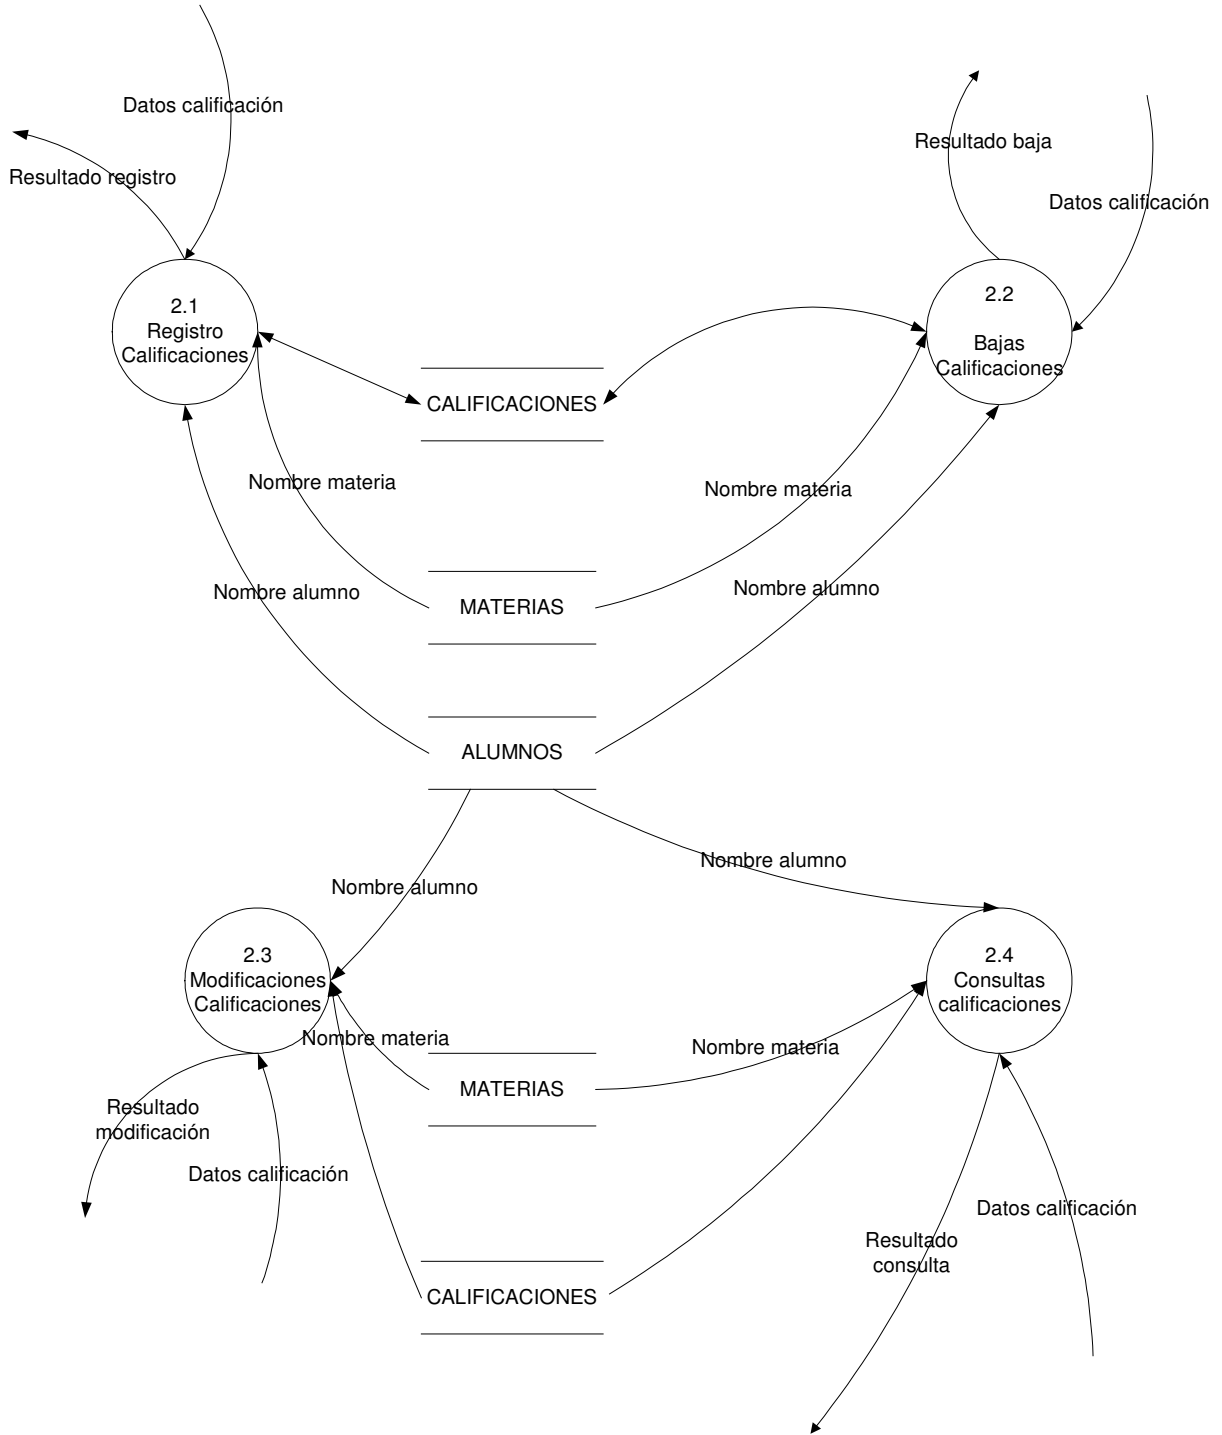 Datos calificación
Resultado registro
Resultado baja
Datos calificación
2.1
Registro
Calificaciones
2.2
Bajas
Calificaciones
CALIFICACIONES
Nombre materia
Nombre materia
Nombre alumno
Nombre alumno
MATERIAS
ALUMNOS
Nombre alumno
Nombre alumno
2.3
Modificaciones
Calificaciones
2.4
Consultas
calificaciones
Nombre materia
Nombre materia
MATERIAS
Resultado
modificación
Datos calificación
Datos calificación
Resultado
consulta
CALIFICACIONES